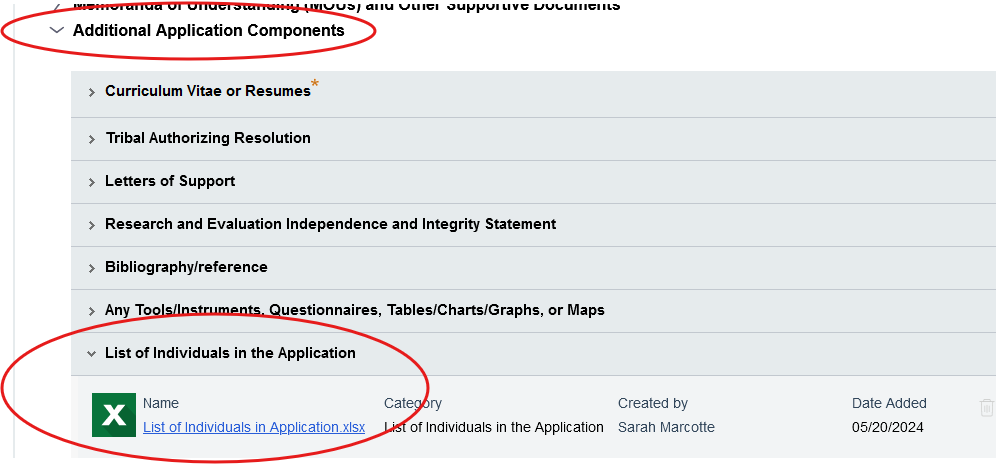 Memoranda of Understanding (MOUs) and Other Supportive Documents
Additional Application Components
Curriculum Vitae or Resumes*
Tribal Authorizing Resolution
Letters of Support
Research and Evaluation Independence and Integrity Statement
Bibliography/reference
Any Tools/Instruments, Questionnaires, Tables/Charts/Graphs, or Maps
List of Individuals in the Application
Name Category Created by Date Added
X List of Individuals in Application.xlsx List of Individuals in the Application Sarah Marcotte 05/20/2024